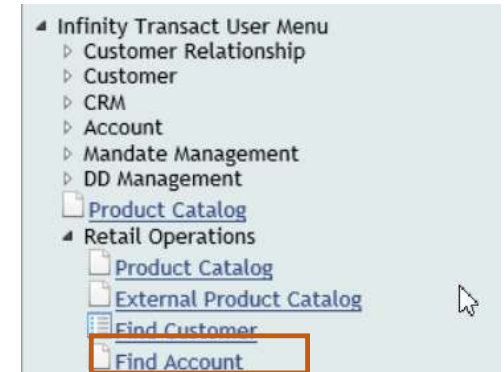 Infinity Transact User Menu
Customer Relationship
Customer
CRM
Account
Mandate Management
DD Management
Product Catalog
Retail Operations
Product Catalog
External Product Catalog
Find Customer
Find Account